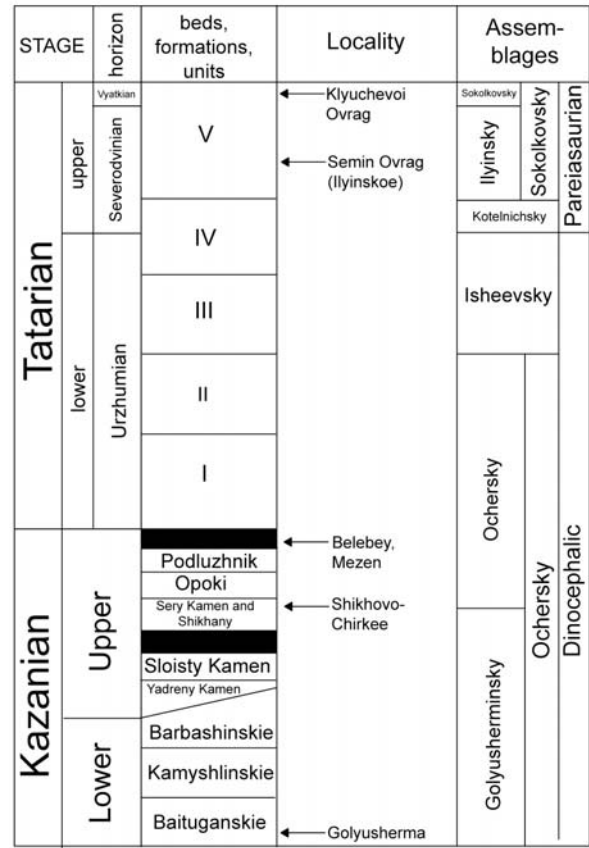 STAGE
horizon
beds,
formations,
units
Locality
Assem-
blages
Tatarian
upper
lower
Vyatkian
Severodvinian
Urzhumian
V
IV
III
II
I
Klyuchevoi
Ovrag
Semin Ovrag
(Ilyinskoe)
Sokolkovsky
Ilyinsky
Sokolkovsky
Kotelnichsky
Pareiasaurian
Isheevsky
Ochersky
Kazanian
Upper
Lower
Podluzhnik
Opoki
Sery Kamen and
Shikhany
Sloisty Kamen
Yadreny Kamen
Barbashinskie
Kamyshlinskie
Baituganskie
Belebey,
Mezen
Shikhovo-
Chirkee
Golyusherma
Golyusherminsky
Ochersky
Dinocephalic